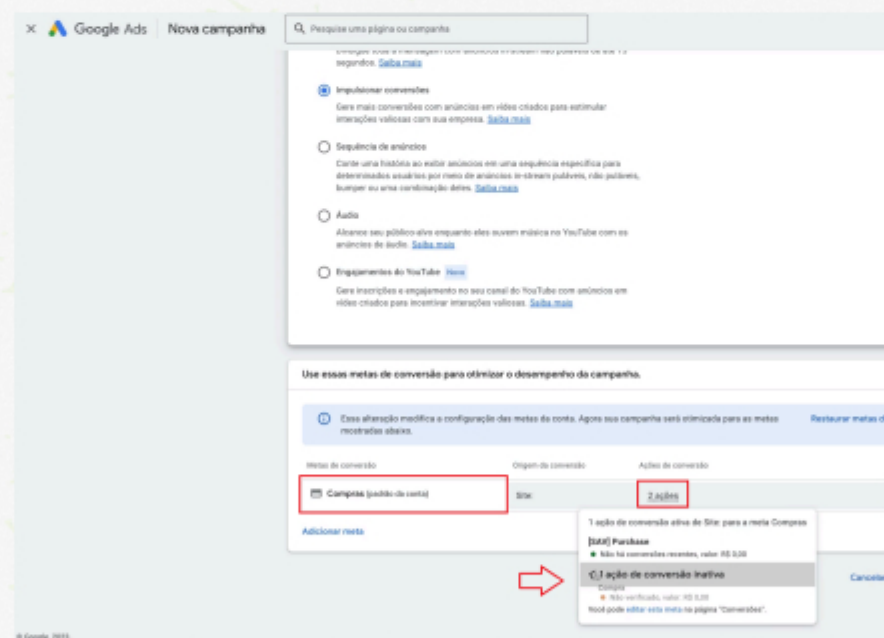 Google Ads
Nova campanha
Pesquise uma página ou campanha
segundos. Saiba mais
Impulsionar conversões
Gere mais conversões com anúncios em vídeo criados para estimular
interações valiosas com sua empresa. Saiba mais
Sequência de anúncios
Conte uma história ao exibir anúncios em uma sequência específica para
determinados usuários por meio de anúncios in-stream puláveis, não puláveis,
bumper ou uma combinação deles. Saiba mais
Áudio
Alcance seu público-alvo enquanto eles ouvem música no YouTube com os
anúncios de áudio. Saiba mais
Engajamentos do YouTube Novo
Gere inscrições e engajamento no seu canal do YouTube com anúncios em
vídeo criados para incentivar interações valiosas. Saiba mais
Use essas metas de conversão para otimizar o desempenho da campanha.
Essa alteração modifica a configuração das metas da conta. Agora sua campanha será otimizada para as metas
mostradas abaixo.
Restaurar metas d
Metas de conversão
Origem da conversão
Ações de conversão
Compras (padrão da conta)
Site
2 ações
1 ação de conversão ativa de Site para a meta Compras
Purchase
Não há conversões recentes, valor: R$ 0,00
1 ação de conversão inativa
Compra
Não verificado, valor: R$ 0,00
Você pode editar esta meta na página "Conversões".
Adicionar meta
Cancelar
© Google, 2023.